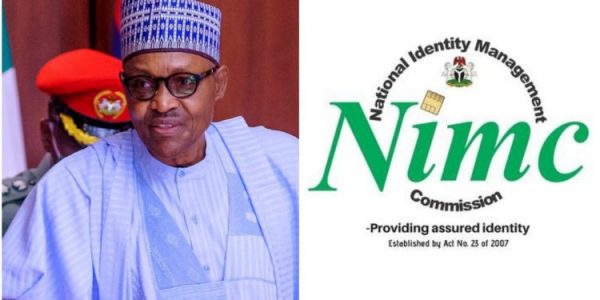 National Identity Management
Nimc
Commission
-Providing assured identity
Established by Act No. 23 of 2007